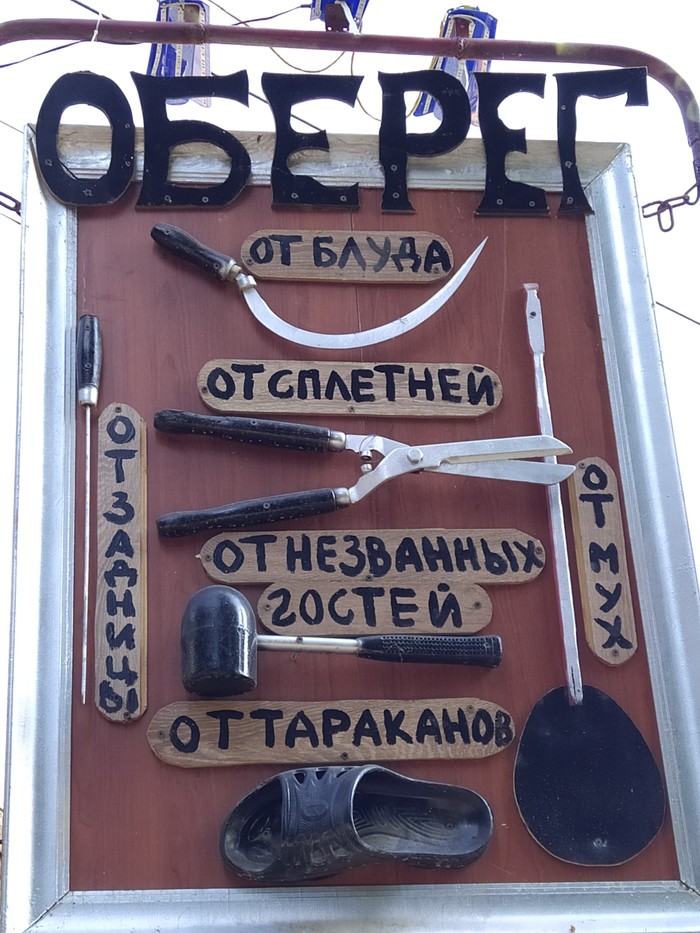 ОБЕРЕГ
ОТ БЛУДА
ОТ СПЛЕТНЕЙ
ОТ ЗАДНИЦЫ
ОТ МУХ
ОТ НЕЗВАННЫХ
ГОСТЕЙ
ОТ ТАРАКАНОВ